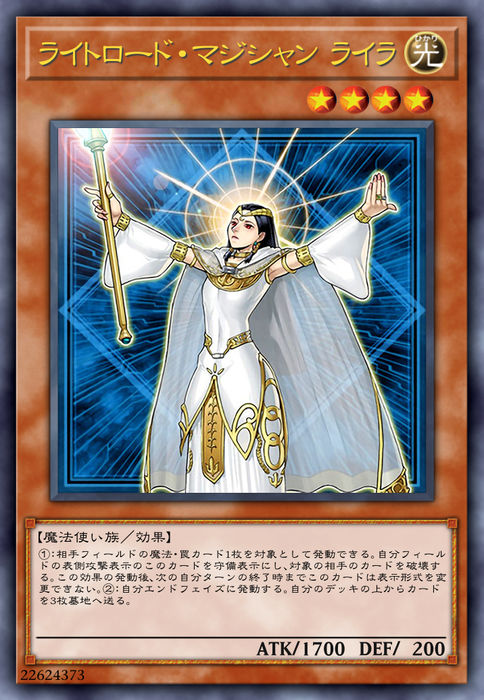 ライトロード・マジシャン ライラ
ひかり
光
【魔法使い族／効果】
①：相手フィールドの魔法・罠カード1枚を対象として発動できる。自分フィール
ドの表側攻撃表示のこのカードを守備表示にし、対象の相手のカードを破壊す
る。この効果の発動後、次の自分ターンの終了時までこのカードは表示形式を変
更できない。②：自分エンドフェイズに発動する。自分のデッキの上からカード
を3枚墓地へ送る。
ATK/1700 DEF/ 200
22624373